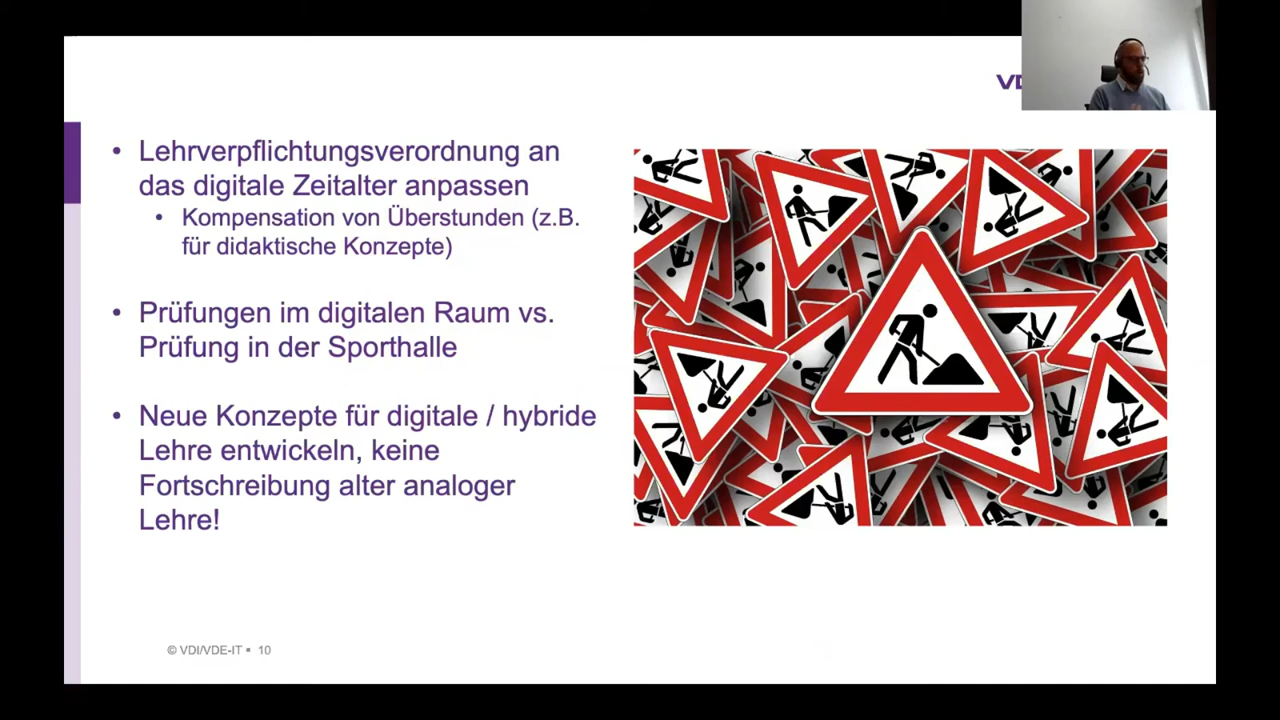 • Lehrverpflichtungsverordnung an
das digitale Zeitalter anpassen
• Kompensation von Überstunden (z.B.
für didaktische Konzepte)
• Prüfungen im digitalen Raum vs.
Prüfung in der Sporthalle
• Neue Konzepte für digitale / hybride
Lehre entwickeln, keine
Fortschreibung alter analoger
Lehre!
© VDI/VDE-IT ▪ 10